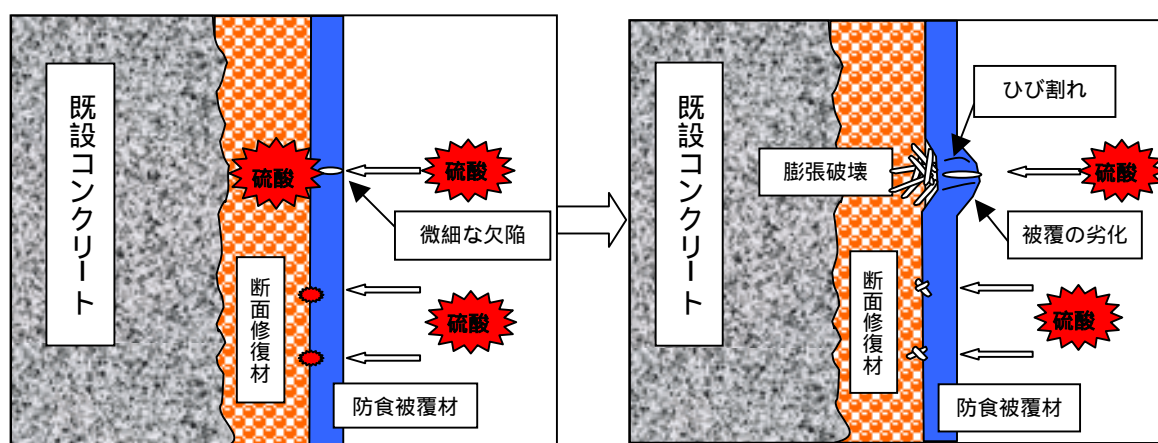 既設コンクリート
硫酸
硫酸
微細な欠陥
断面修復材
硫酸
防食被覆材
既設コンクリート
ひび割れ
膨張破壊
硫酸
被覆の劣化
断面修復材
硫酸
防食被覆材